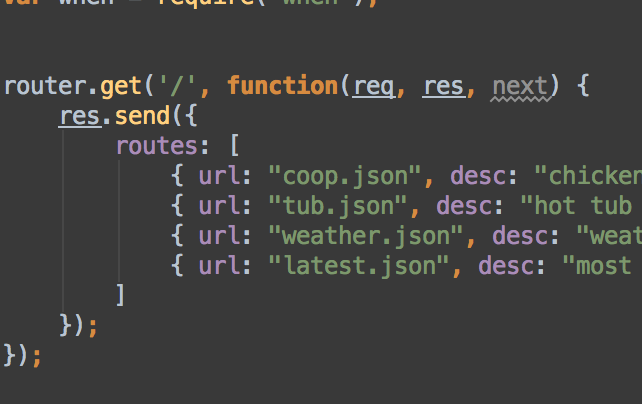 var when = require('when');
router.get('/', function(req, res, next) {
res.send({
routes: [
{ url: "coop.json", desc: "chicken
{ url: "tub.json", desc: "hot tub
{ url: "weather.json", desc: "weat
{ url: "latest.json", desc: "most
]
});
});